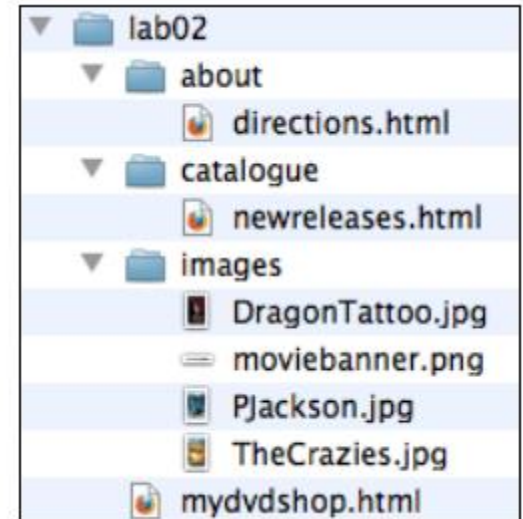 lab02
about
directions.html
catalogue
newreleases.html
images
DragonTattoo.jpg
moviebanner.png
PJackson.jpg
TheCrazies.jpg
mydvdshop.html